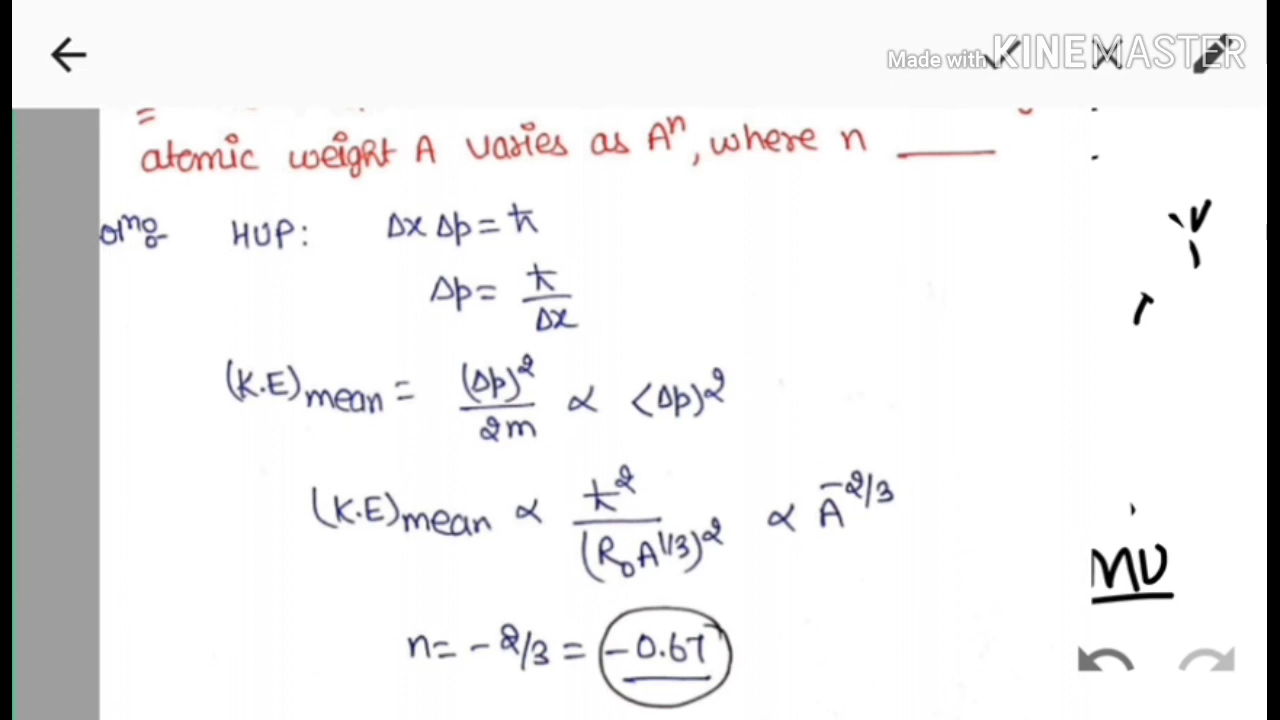 Made with KINEMASTER
atomic weight A varies as Aⁿ, where n ____
HUP: Δx Δp = ħ
Δp = ħ/Δx
(K.E)mean = (Δp)²/2m ∝ <Δp)²
(K.E)mean ∝ ħ²/(R₀A^1/3)² ∝ A^-2/3
MU
n = -2/3 = -0.67